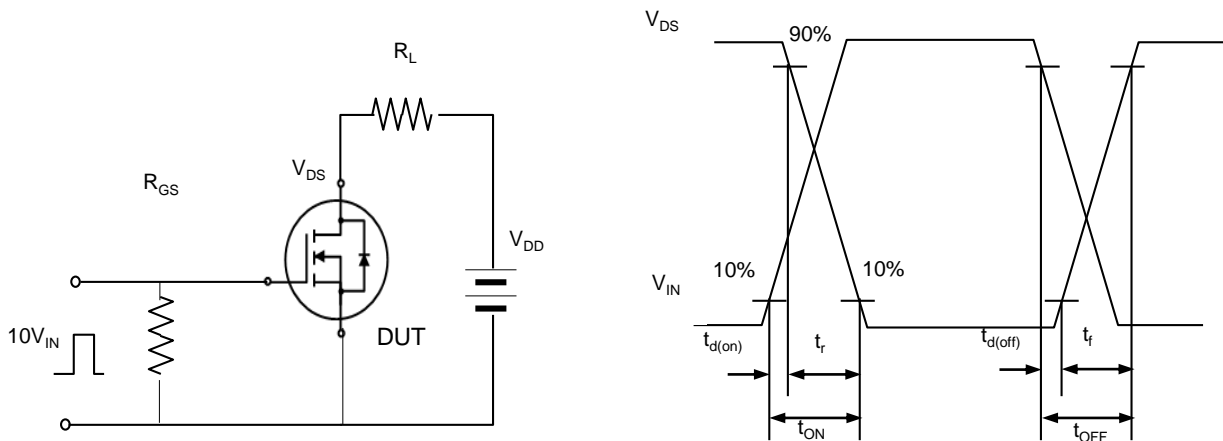 R_L
V_DS
R_GS
V_DD
10V_IN
DUT
V_DS
90%
10%
10%
V_IN
t_d(on)
t_r
t_d(off)
t_f
t_ON
t_OFF